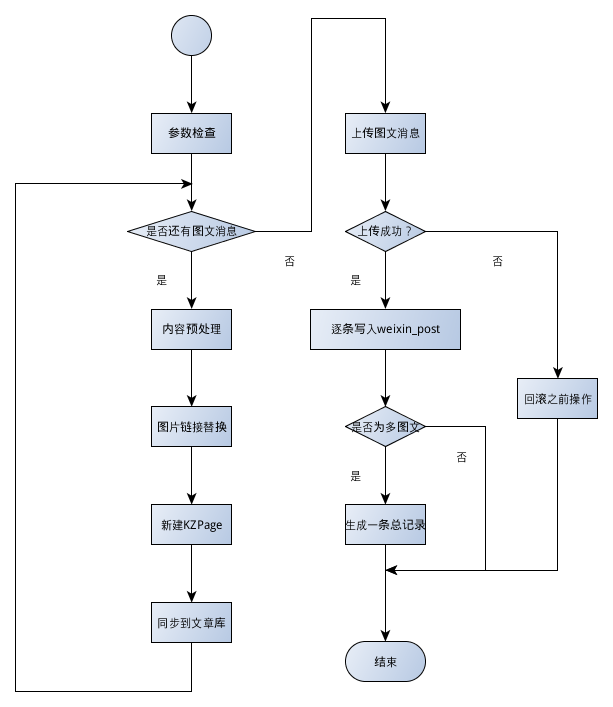 参数检查
是否还有图文消息
否
是
内容预处理
图片链接替换
新建KZPage
同步到文章库
上传图文消息
上传成功？
否
是
逐条写入weixin_post
回滚之前操作
是否为多图文
否
是
生成一条总记录
结束